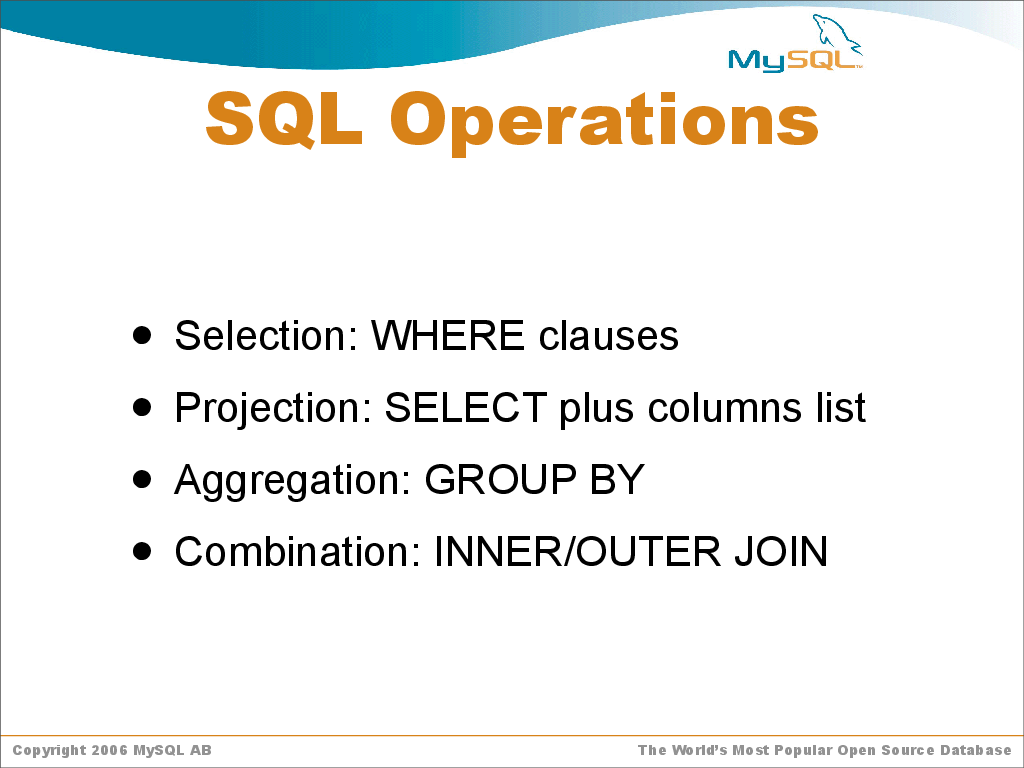 MySQL™
SQL Operations
• Selection: WHERE clauses
• Projection: SELECT plus columns list
• Aggregation: GROUP BY
• Combination: INNER/OUTER JOIN
Copyright 2006 MySQL AB
The World's Most Popular Open Source Database